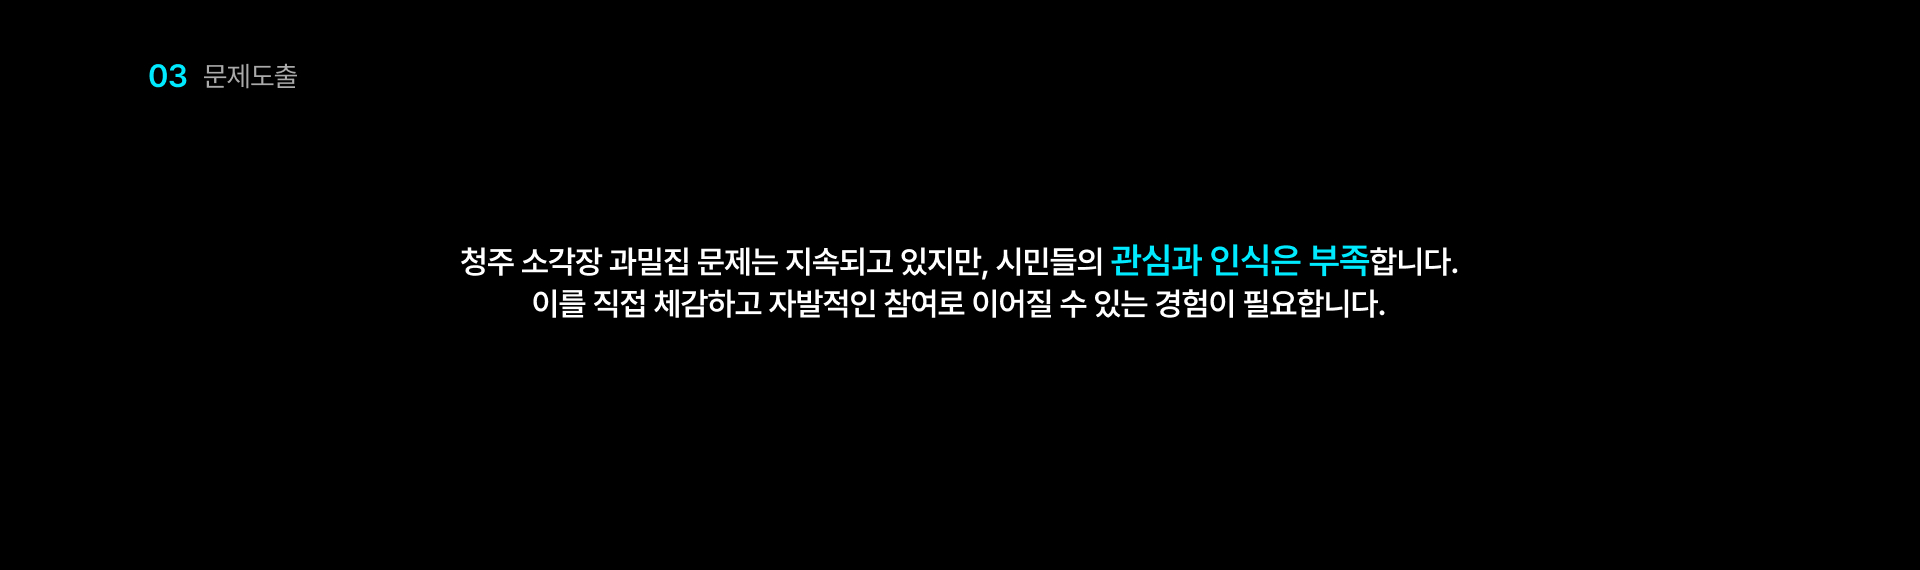 03 문제도출
청주 소각장 과밀집 문제는 지속되고 있지만, 시민들의 관심과 인식은 부족합니다.
이를 직접 체감하고 자발적인 참여로 이어질 수 있는 경험이 필요합니다.